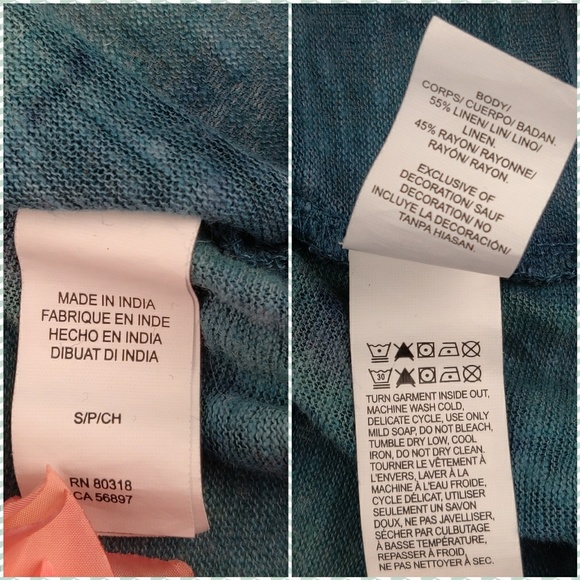 MADE IN INDIA
FABRIQUE EN INDE
HECHO EN INDIA
DIBUAT DI INDIA
S/P/CH
RN 80318
CA 56897
BODY/
CORPS/ CUERPO/ BADAN.
55% LINEN/ LIN/ LINO/
LINEN.
45% RAYON/ RAYONNE/
RAYÓN/ RAYON.
EXCLUSIVE OF
DECORATION/ SAUF
DECORATION/ NO
INCLUYE LA DECORACIÓN/
TANPA HIASAN.
30
TURN GARMENT INSIDE OUT,
MACHINE WASH COLD,
DELICATE CYCLE, USE ONLY
MILD SOAP, DO NOT BLEACH,
TUMBLE DRY LOW, COOL
IRON, DO NOT DRY CLEAN.
TOURNER LE VÊTEMENT À
L'ENVERS, LAVER À LA
MACHINE À L'EAU FROIDE,
CYCLE DÉLICAT, UTILISER
SEULEMENT UN SAVON
DOUX, NE PAS JAVELLISER,
SÉCHER PAR CULBUTAGE
À BASSE TEMPÉRATURE,
REPASSER À FROID,
NE PAS NETTOYER À SEC.